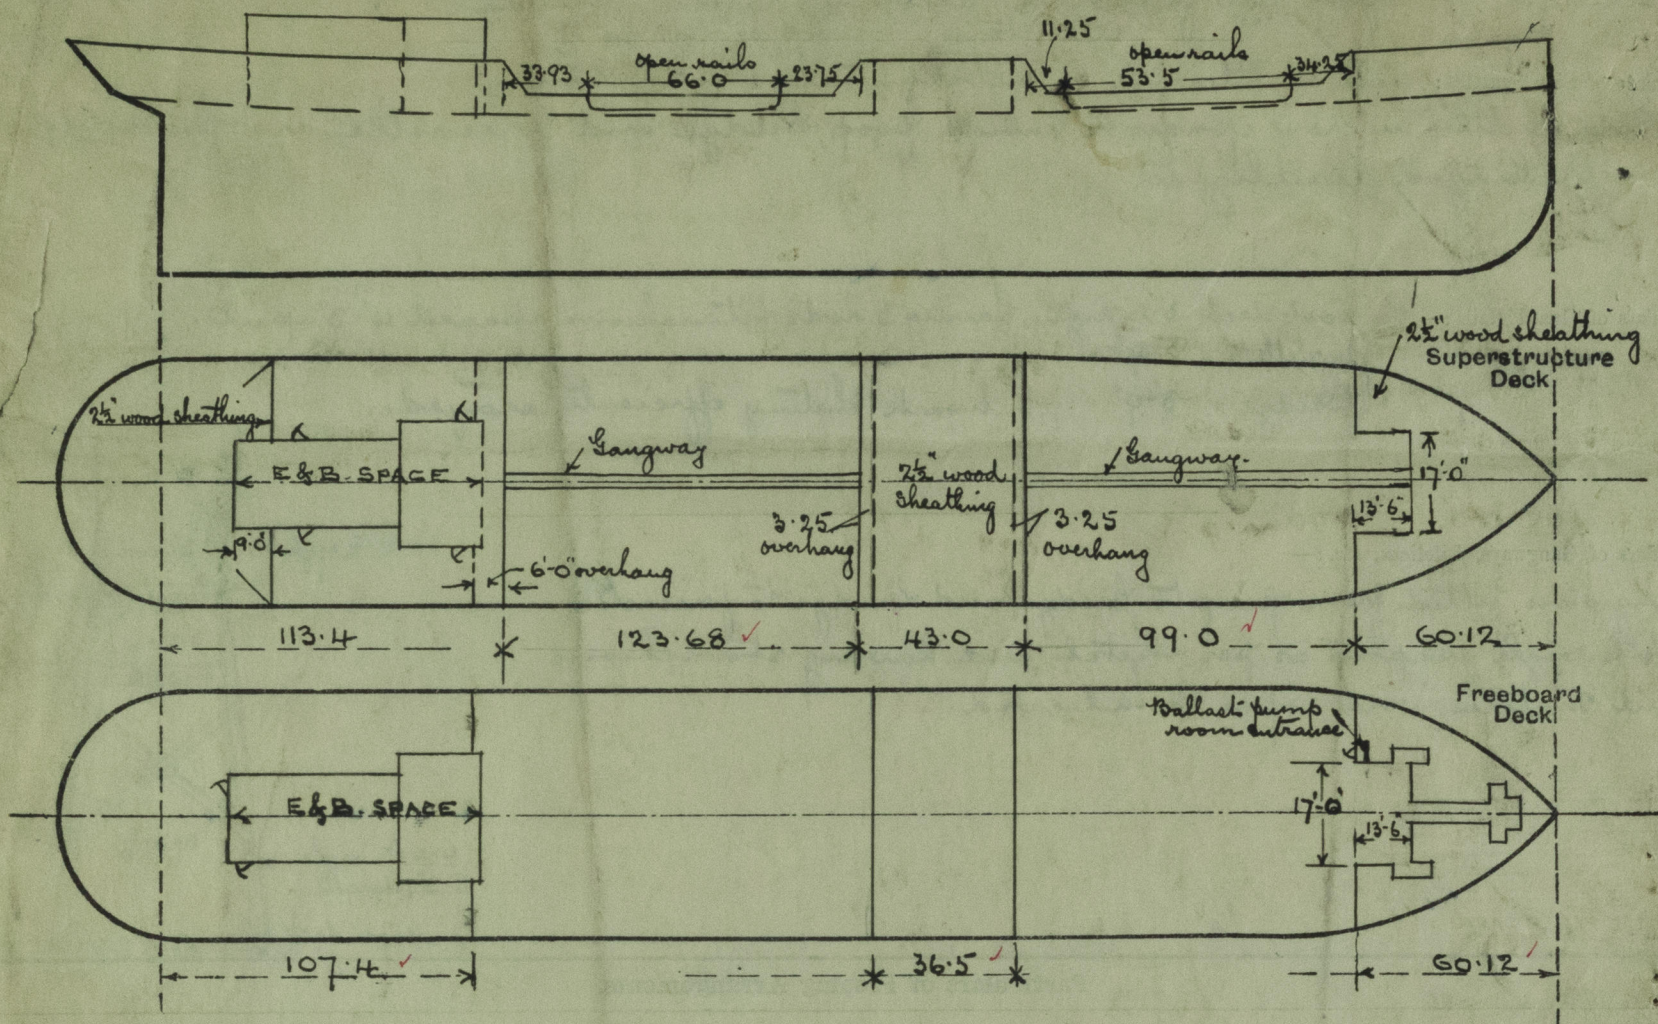 11.25
open rails
open rails
33.93
66.0
23.75
53.5
34.25
2½" wood sheathing
Superstructure
Deck
2½" wood sheathing
E & B. SPACE
Gangway
2½" wood
sheathing
Gangway.
17'-0"
13'-6"
3.25
overhang
3.25
overhang
9'-0"
6'-0" overhang
113.4
123.68
43.0
99.0
60.12
Freeboard
Deck
Ballast pump
room entrance
E & B. SPACE
17'-0"
13'-6"
107.4
36.5
60.12